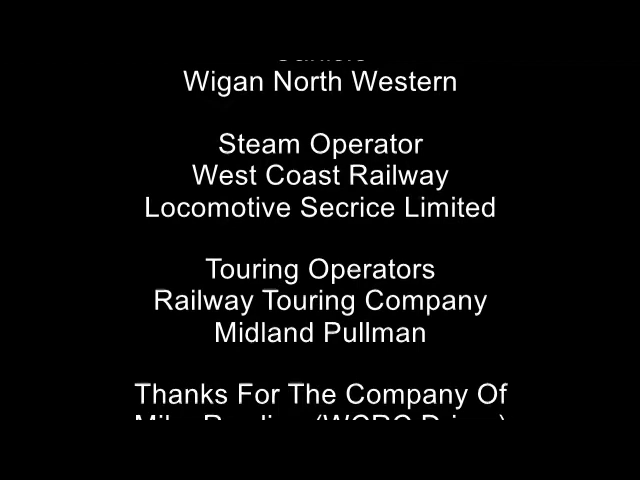 Wigan North Western
Steam Operator
West Coast Railway
Locomotive Secrice Limited
Touring Operators
Railway Touring Company
Midland Pullman
Thanks For The Company Of
(WCRC